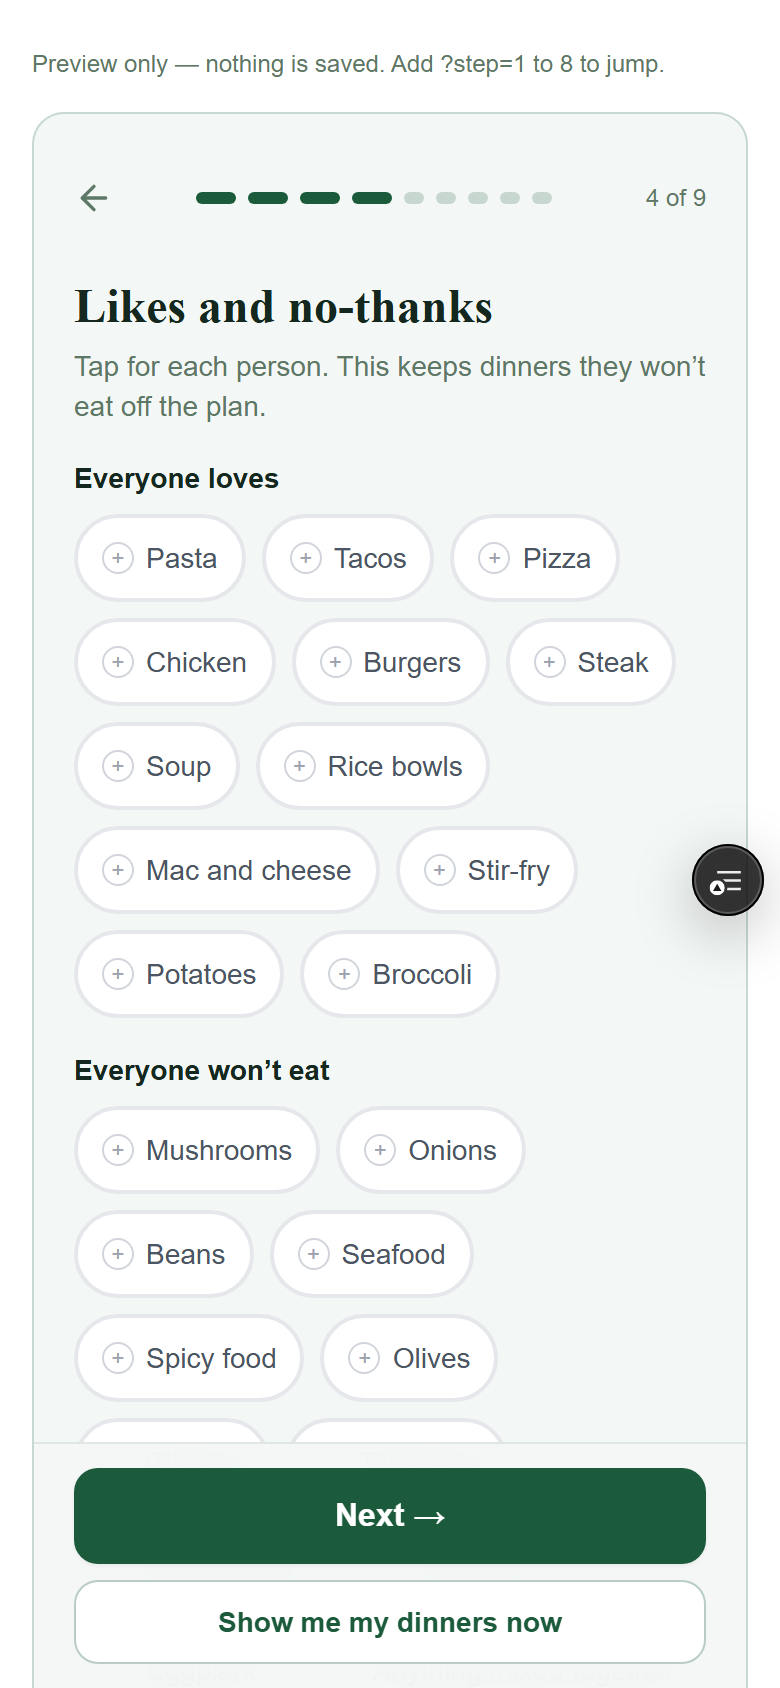 Preview only — nothing is saved. Add ?step=1 to 8 to jump.
4 of 9
Likes and no-thanks
Tap for each person. This keeps dinners they won’t
eat off the plan.
Everyone loves
Pasta
Tacos
Pizza
Chicken
Burgers
Steak
Soup
Rice bowls
Mac and cheese
Stir-fry
Potatoes
Broccoli
Everyone won’t eat
Mushrooms
Onions
Beans
Seafood
Spicy food
Olives
Next →
Show me my dinners now